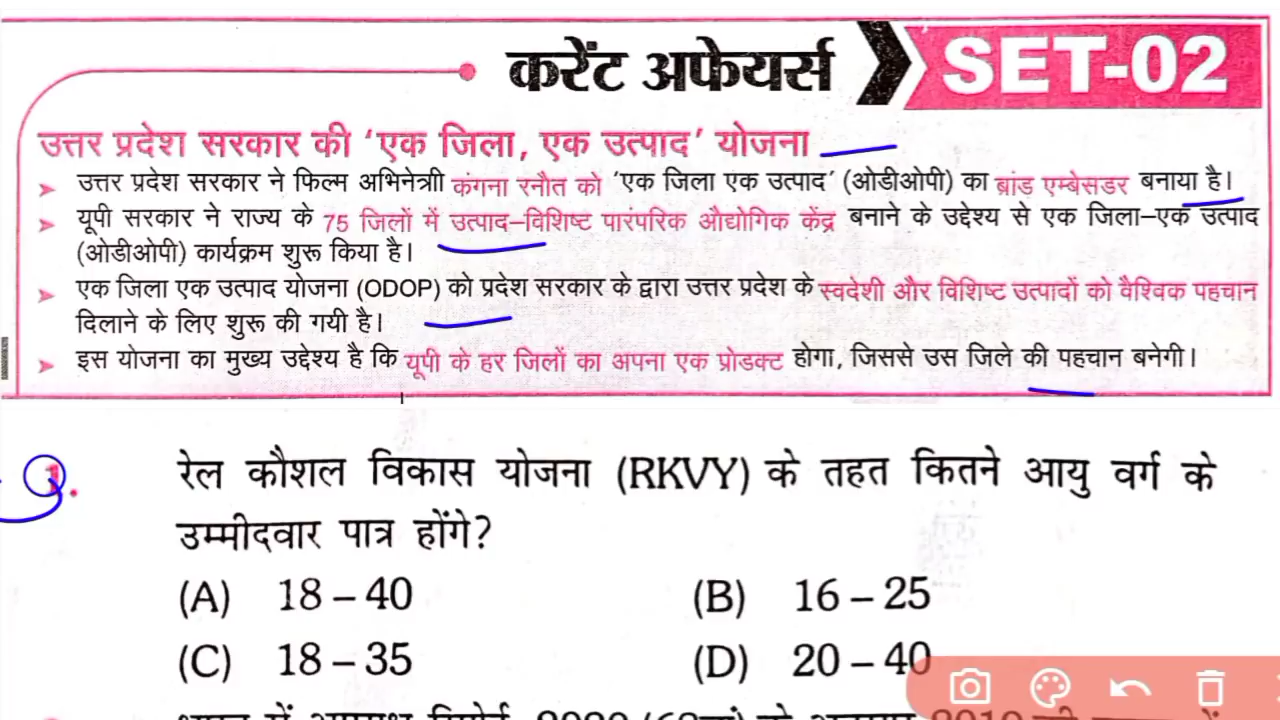 करेंट अफेयर्स SET-02
उत्तर प्रदेश सरकार की 'एक जिला, एक उत्पाद' योजना
➤ उत्तर प्रदेश सरकार ने फिल्म अभिनेत्री कंगना रनौत को 'एक जिला एक उत्पाद' (ओडीओपी) का ब्रांड एम्बेसडर बनाया है।
➤ यूपी सरकार ने राज्य के 75 जिलों में उत्पाद–विशिष्ट पारंपरिक औद्योगिक केंद्र बनाने के उद्देश्य से एक जिला–एक उत्पाद
(ओडीओपी) कार्यक्रम शुरू किया है।
➤ एक जिला एक उत्पाद योजना (ODOP) को प्रदेश सरकार के द्वारा उत्तर प्रदेश के स्वदेशी और विशिष्ट उत्पादों को वैश्विक पहचान
दिलाने के लिए शुरू की गयी है।
➤ इस योजना का मुख्य उद्देश्य है कि यूपी के हर जिलों का अपना एक प्रोडक्ट होगा, जिससे उस जिले की पहचान बनेगी।
1. रेल कौशल विकास योजना (RKVY) के तहत कितने आयु वर्ग के
उम्मीदवार पात्र होंगे?
(A) 18 – 40 (B) 16 – 25
(C) 18 – 35 (D) 20 – 40